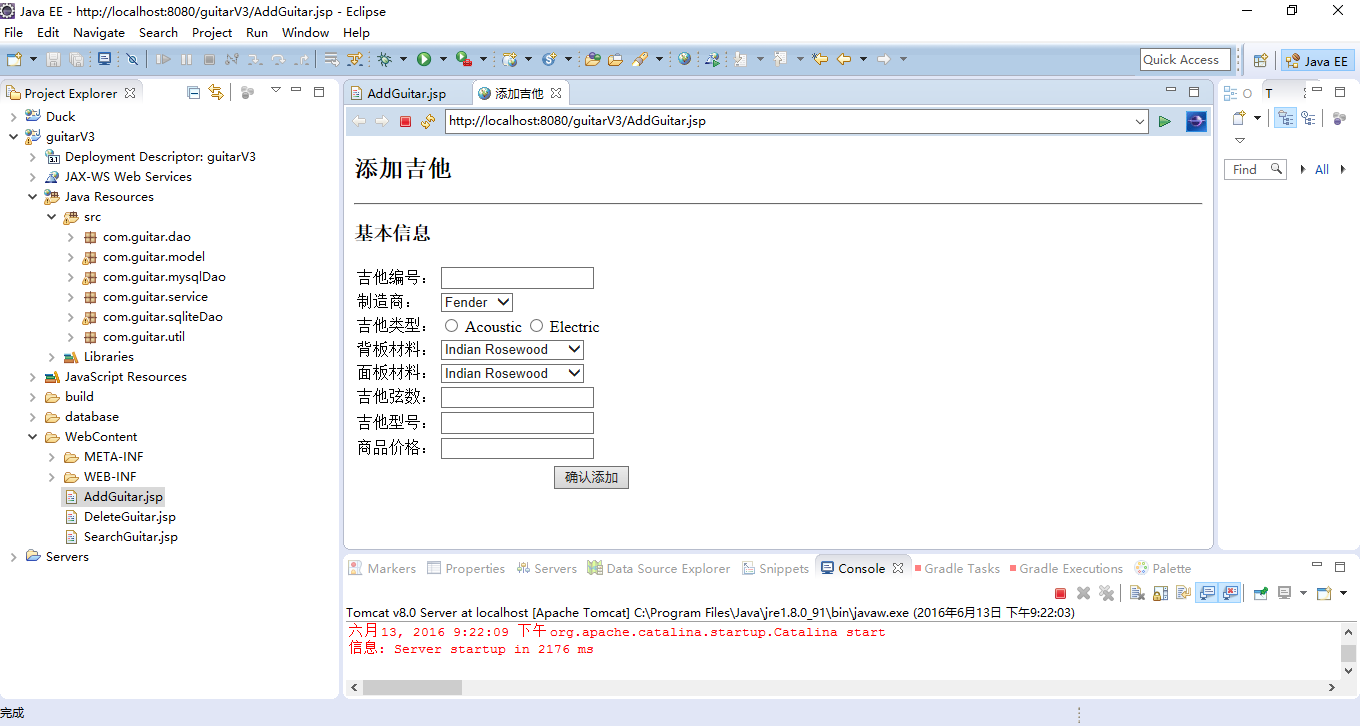 Java EE - http://localhost:8080/guitarV3/AddGuitar.jsp - Eclipse
File Edit Navigate Search Project Run Window Help
Quick Access
Java EE
Project Explorer
Duck
guitarV3
Deployment Descriptor: guitarV3
JAX-WS Web Services
Java Resources
src
com.guitar.dao
com.guitar.model
com.guitar.mysqlDao
com.guitar.service
com.guitar.sqliteDao
com.guitar.util
Libraries
JavaScript Resources
build
database
WebContent
META-INF
WEB-INF
AddGuitar.jsp
DeleteGuitar.jsp
SearchGuitar.jsp
Servers
AddGuitar.jsp 添加吉他
http://localhost:8080/guitarV3/AddGuitar.jsp
添加吉他
基本信息
吉他编号：
制造商： Fender
吉他类型： Acoustic Electric
背板材料： Indian Rosewood
面板材料： Indian Rosewood
吉他弦数：
吉他型号：
商品价格：
确认添加
O T
Find All
Markers Properties Servers Data Source Explorer Snippets Console Gradle Tasks Gradle Executions Palette
Tomcat v8.0 Server at localhost [Apache Tomcat] C:\Program Files\Java\jre1.8.0_91\bin\javaw.exe (2016年6月13日 下午9:22:03)
六月 13, 2016 9:22:09 下午 org.apache.catalina.startup.Catalina start
信息: Server startup in 2176 ms
完成